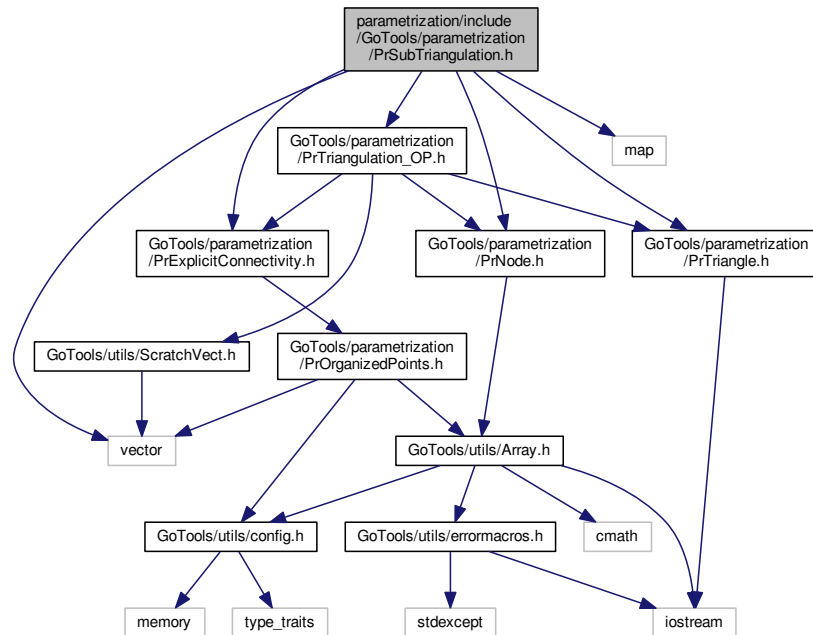 parametrization/include
/GoTools/parametrization
/PrSubTriangulation.h
GoTools/parametrization
/PrTriangulation_OP.h
map
GoTools/parametrization
/PrExplicitConnectivity.h
GoTools/parametrization
/PrNode.h
GoTools/parametrization
/PrTriangle.h
GoTools/utils/ScratchVect.h
GoTools/parametrization
/PrOrganizedPoints.h
vector
GoTools/utils/Array.h
GoTools/utils/config.h
GoTools/utils/errormacros.h
cmath
memory
type_traits
stdexcept
iostream